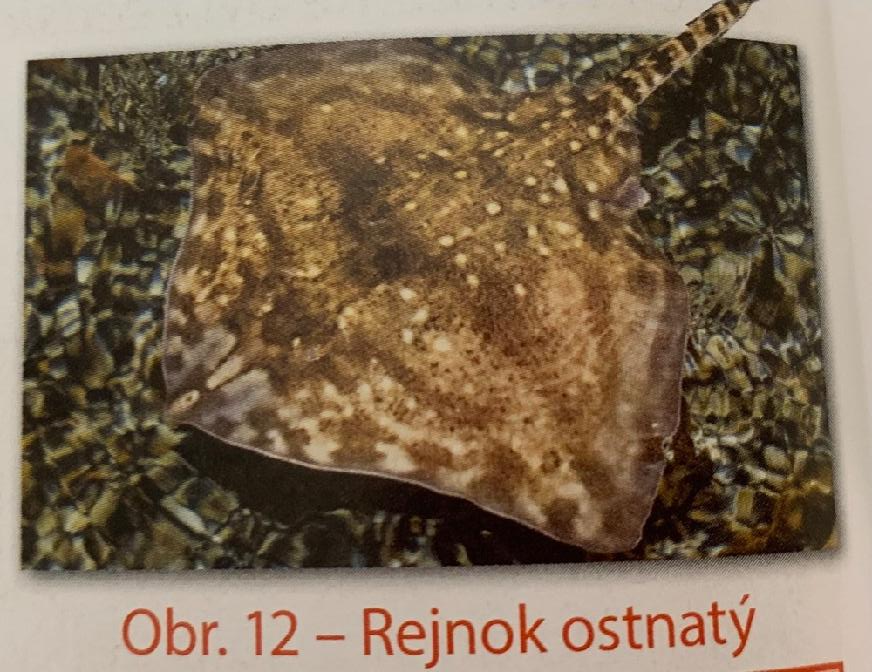 Obr. 12 – Rejnok ostnatý